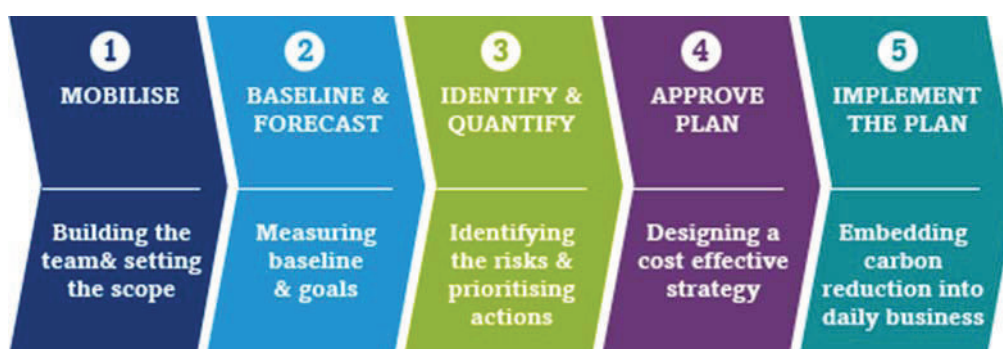 1
MOBILISE
Building the
team& setting
the scope
2
BASELINE &
FORECAST
Measuring
baseline
& goals
3
IDENTIFY &
QUANTIFY
Identifying
the risks &
prioritising
actions
4
APPROVE
PLAN
Designing a
cost effective
strategy
5
IMPLEMENT
THE PLAN
Embedding
carbon
reduction into
daily business